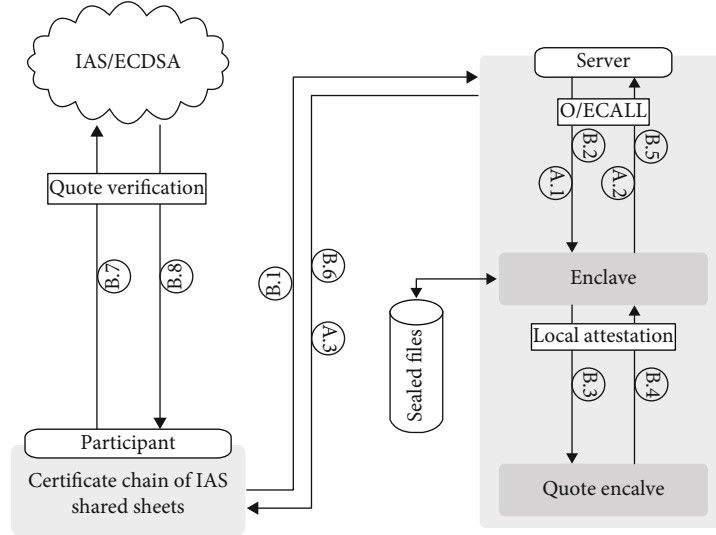 IAS/ECDSA
Server
O/ECALL
B.2
B.5
A.1
A.2
Quote verification
B.7
B.8
B.1
B.6
A.3
Enclave
Sealed files
Local attestation
B.3
B.4
Participant
Certificate chain of IAS
shared sheets
Quote encalve